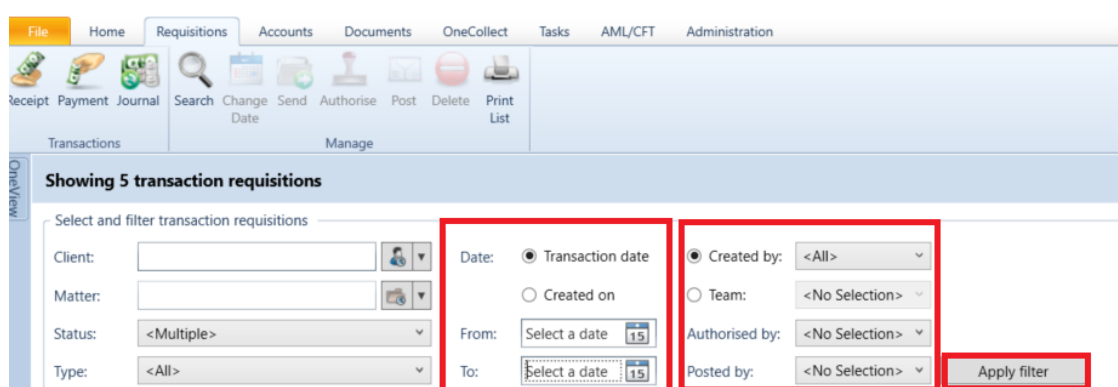 File Home Requisitions Accounts Documents OneCollect Tasks AML/CFT Administration
Receipt Payment Journal Search Change Date Send Authorise Post Delete Print List
Transactions Manage
OneView
Showing 5 transaction requisitions
Select and filter transaction requisitions
Client: Date: Transaction date Created by: <All>
Matter: Created on Team: <No Selection>
Status: <Multiple> From: Select a date 15 Authorised by: <No Selection>
Type: <All> To: Select a date 15 Posted by: <No Selection> Apply filter